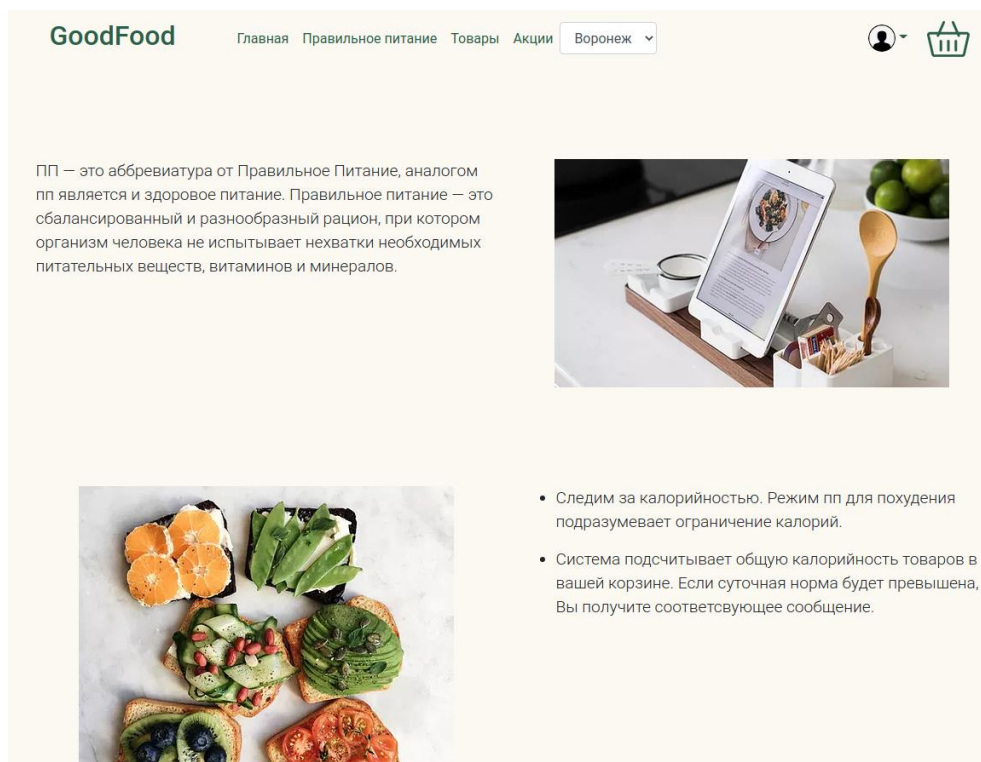 GoodFood
Главная Правильное питание Товары Акции Воронеж
ПП — это аббревиатура от Правильное Питание, аналогом
пп является и здоровое питание. Правильное питание — это
сбалансированный и разнообразный рацион, при котором
организм человека не испытывает нехватки необходимых
питательных веществ, витаминов и минералов.
Следим за калорийностью. Режим пп для похудения
подразумевает ограничение калорий.
Система подсчитывает общую калорийность товаров в
вашей корзине. Если суточная норма будет превышена,
Вы получите соответсвующее сообщение.